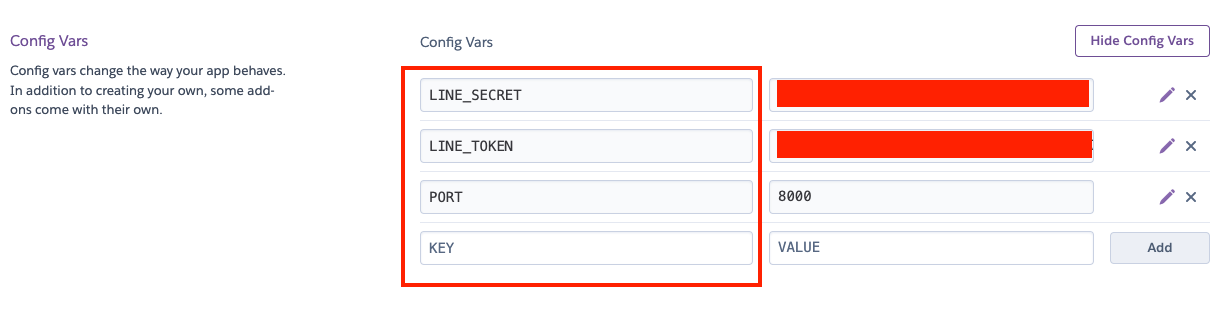 Config Vars
Config vars change the way your app behaves.
In addition to creating your own, some add-
ons come with their own.
Config Vars
Hide Config Vars
LINE_SECRET
LINE_TOKEN
PORT
8000
KEY
VALUE
Add